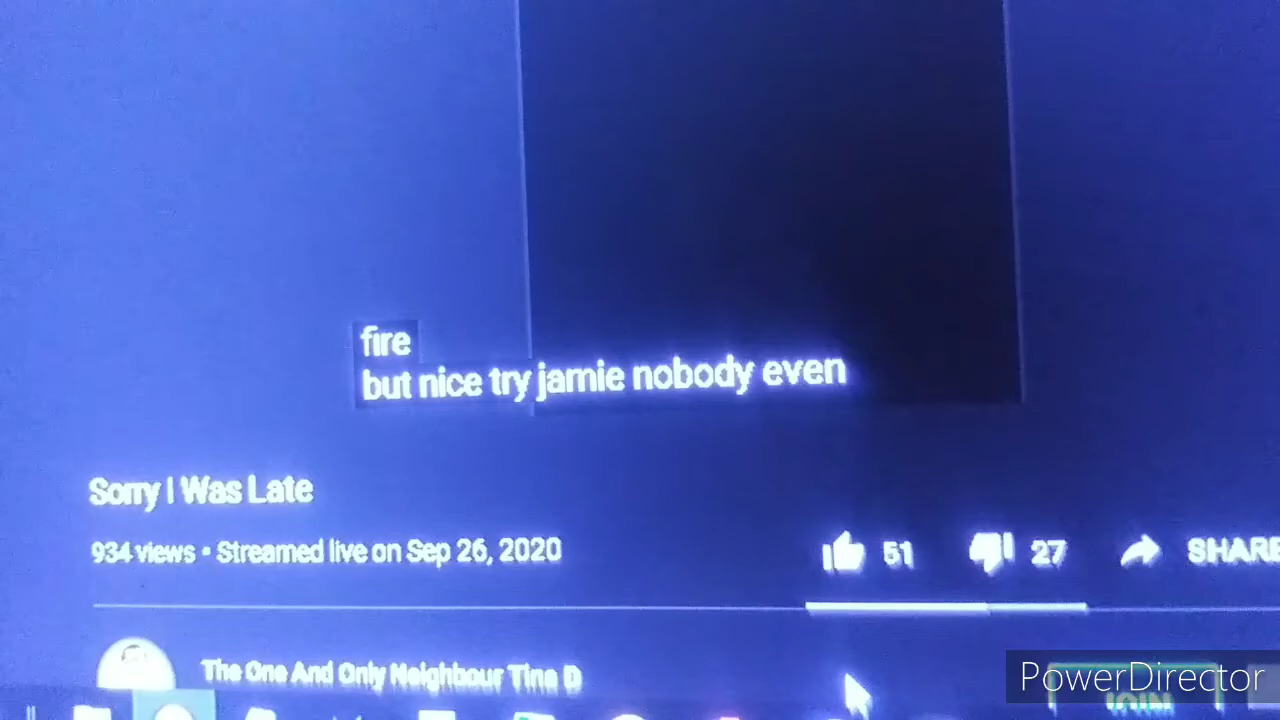 fire
but nice try jamie nobody even
Sorry I Was Late
934 views • Streamed live on Sep 26, 2020
51
27
SHARE
The One And Only Neighbour Tina D
PowerDirector
JOIN